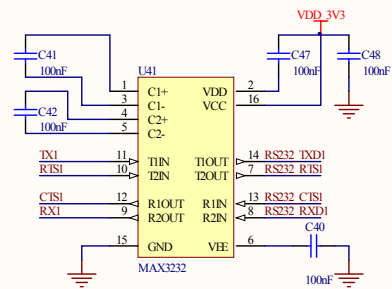 VDD_3V3
U41
C41
100nF
C42
100nF
C47
100nF
C48
100nF
1 C1+ VDD 2
3 C1- VCC 16
4 C2+
5 C2-
TX1 11 T1IN T1OUT 14 RS232_TXD1
RTS1 10 T2IN T2OUT 7 RS232_RTS1
CTS1 12 R1OUT R1IN 13 RS232_CTS1
RX1 9 R2OUT R2IN 8 RS232_RXD1
15 GND VEE 6
C40
100nF
MAX3232